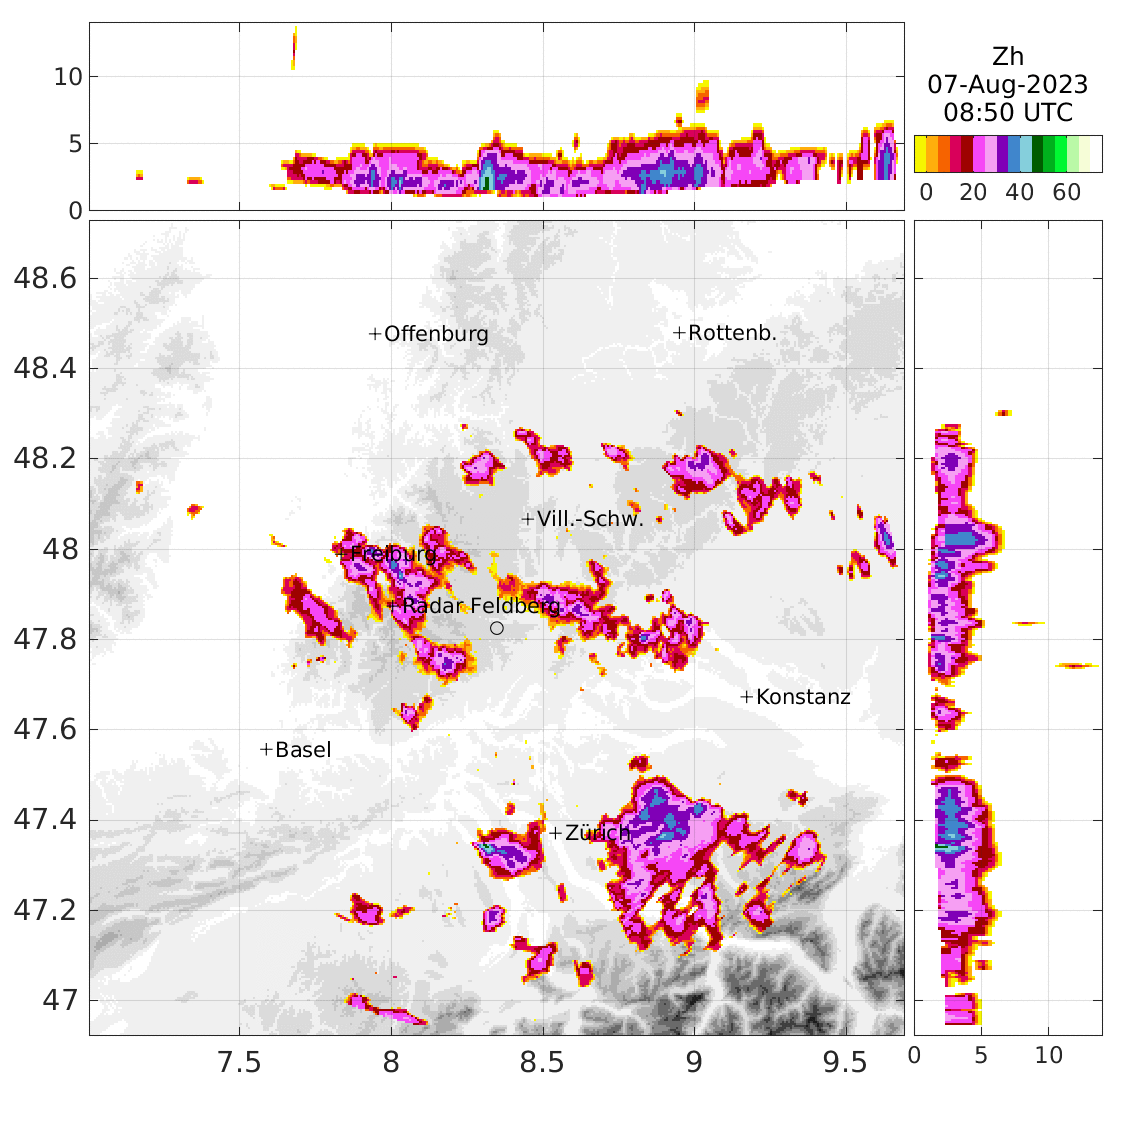 10
5
0
Zh
07-Aug-2023
08:50 UTC
0 20 40 60
48.6
48.4
48.2
48
47.8
47.6
47.4
47.2
47
+Offenburg
+Rottenb.
+Vill.-Schw.
+Freiburg
+Radar Feldberg
+Konstanz
+Basel
+Zürich
7.5 8 8.5 9 9.5
0 5 10